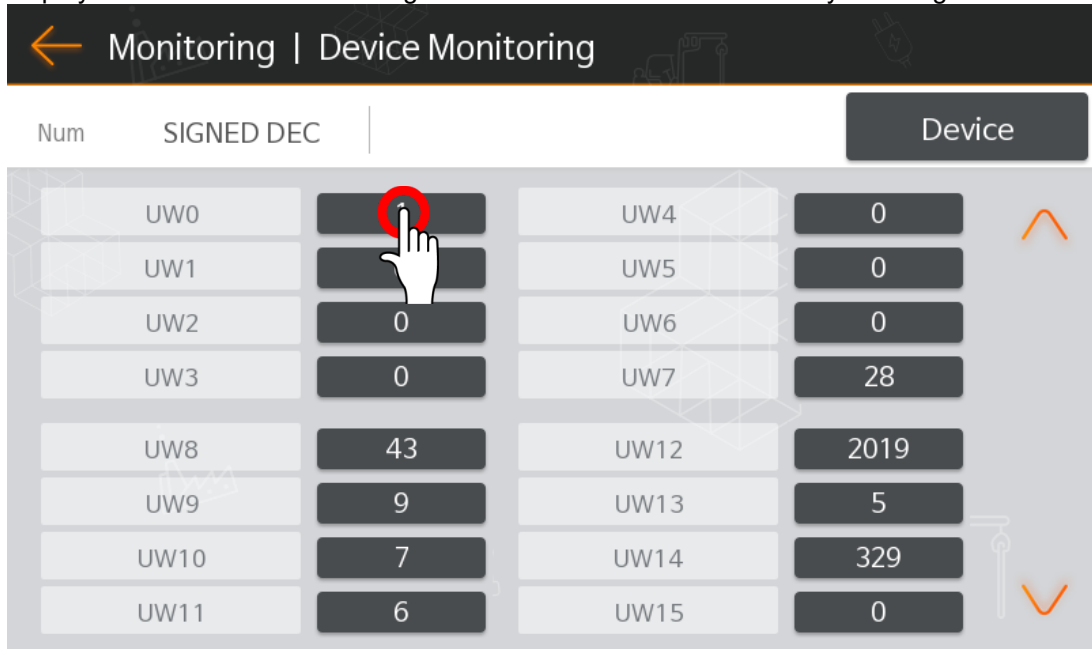 Monitoring | Device Monitoring
Num SIGNED DEC Device
UW0 UW4 0
UW1 UW5 0
UW2 0 UW6 0
UW3 0 UW7 28
UW8 43 UW12 2019
UW9 9 UW13 5
UW10 7 UW14 329
UW11 6 UW15 0